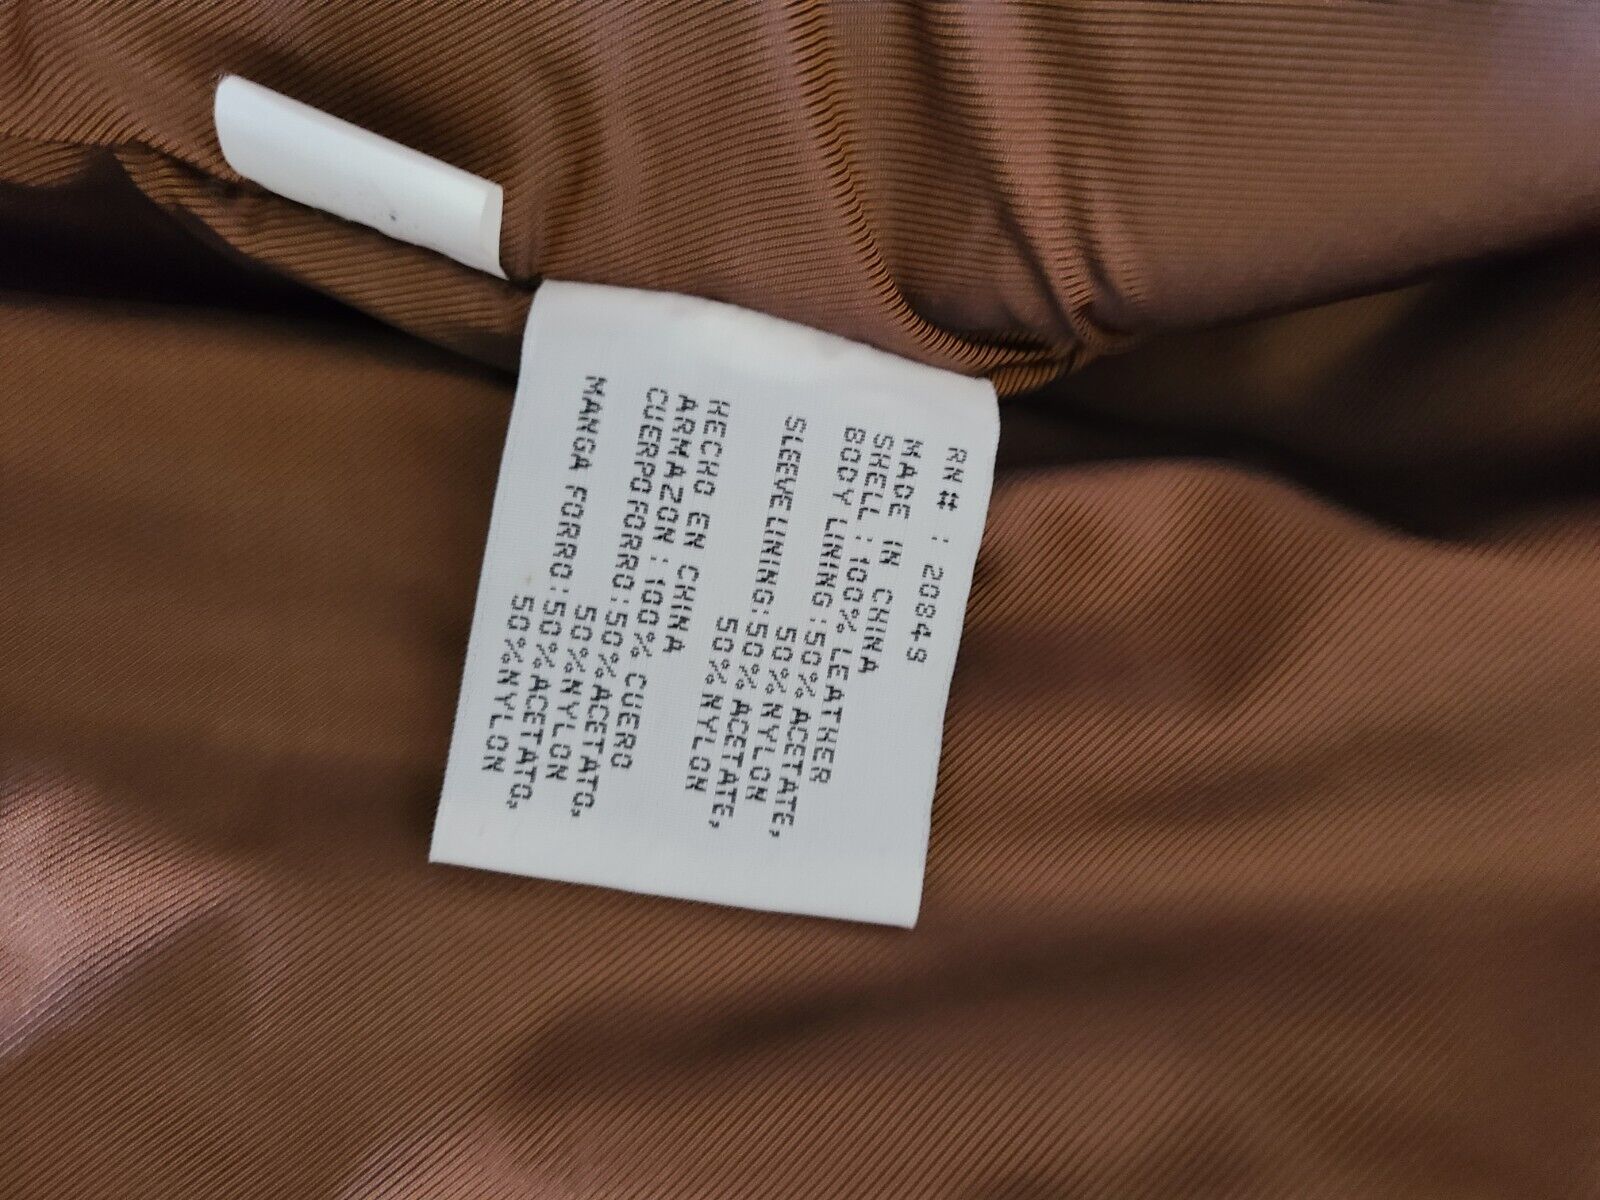 RN# : 20849
MADE IN CHINA
SHELL : 100% LEATHER
BODY LINING : 50% ACETATE,
50% NYLON
SLEEVE LINING: 50% ACETATE,
50% NYLON
HECHO EN CHINA
ARMAZON : 100% CUERO
CUERPO FORRO : 50% ACETATO,
50% NYLON
MANGA FORRO : 50% ACETATO,
50% NYLON